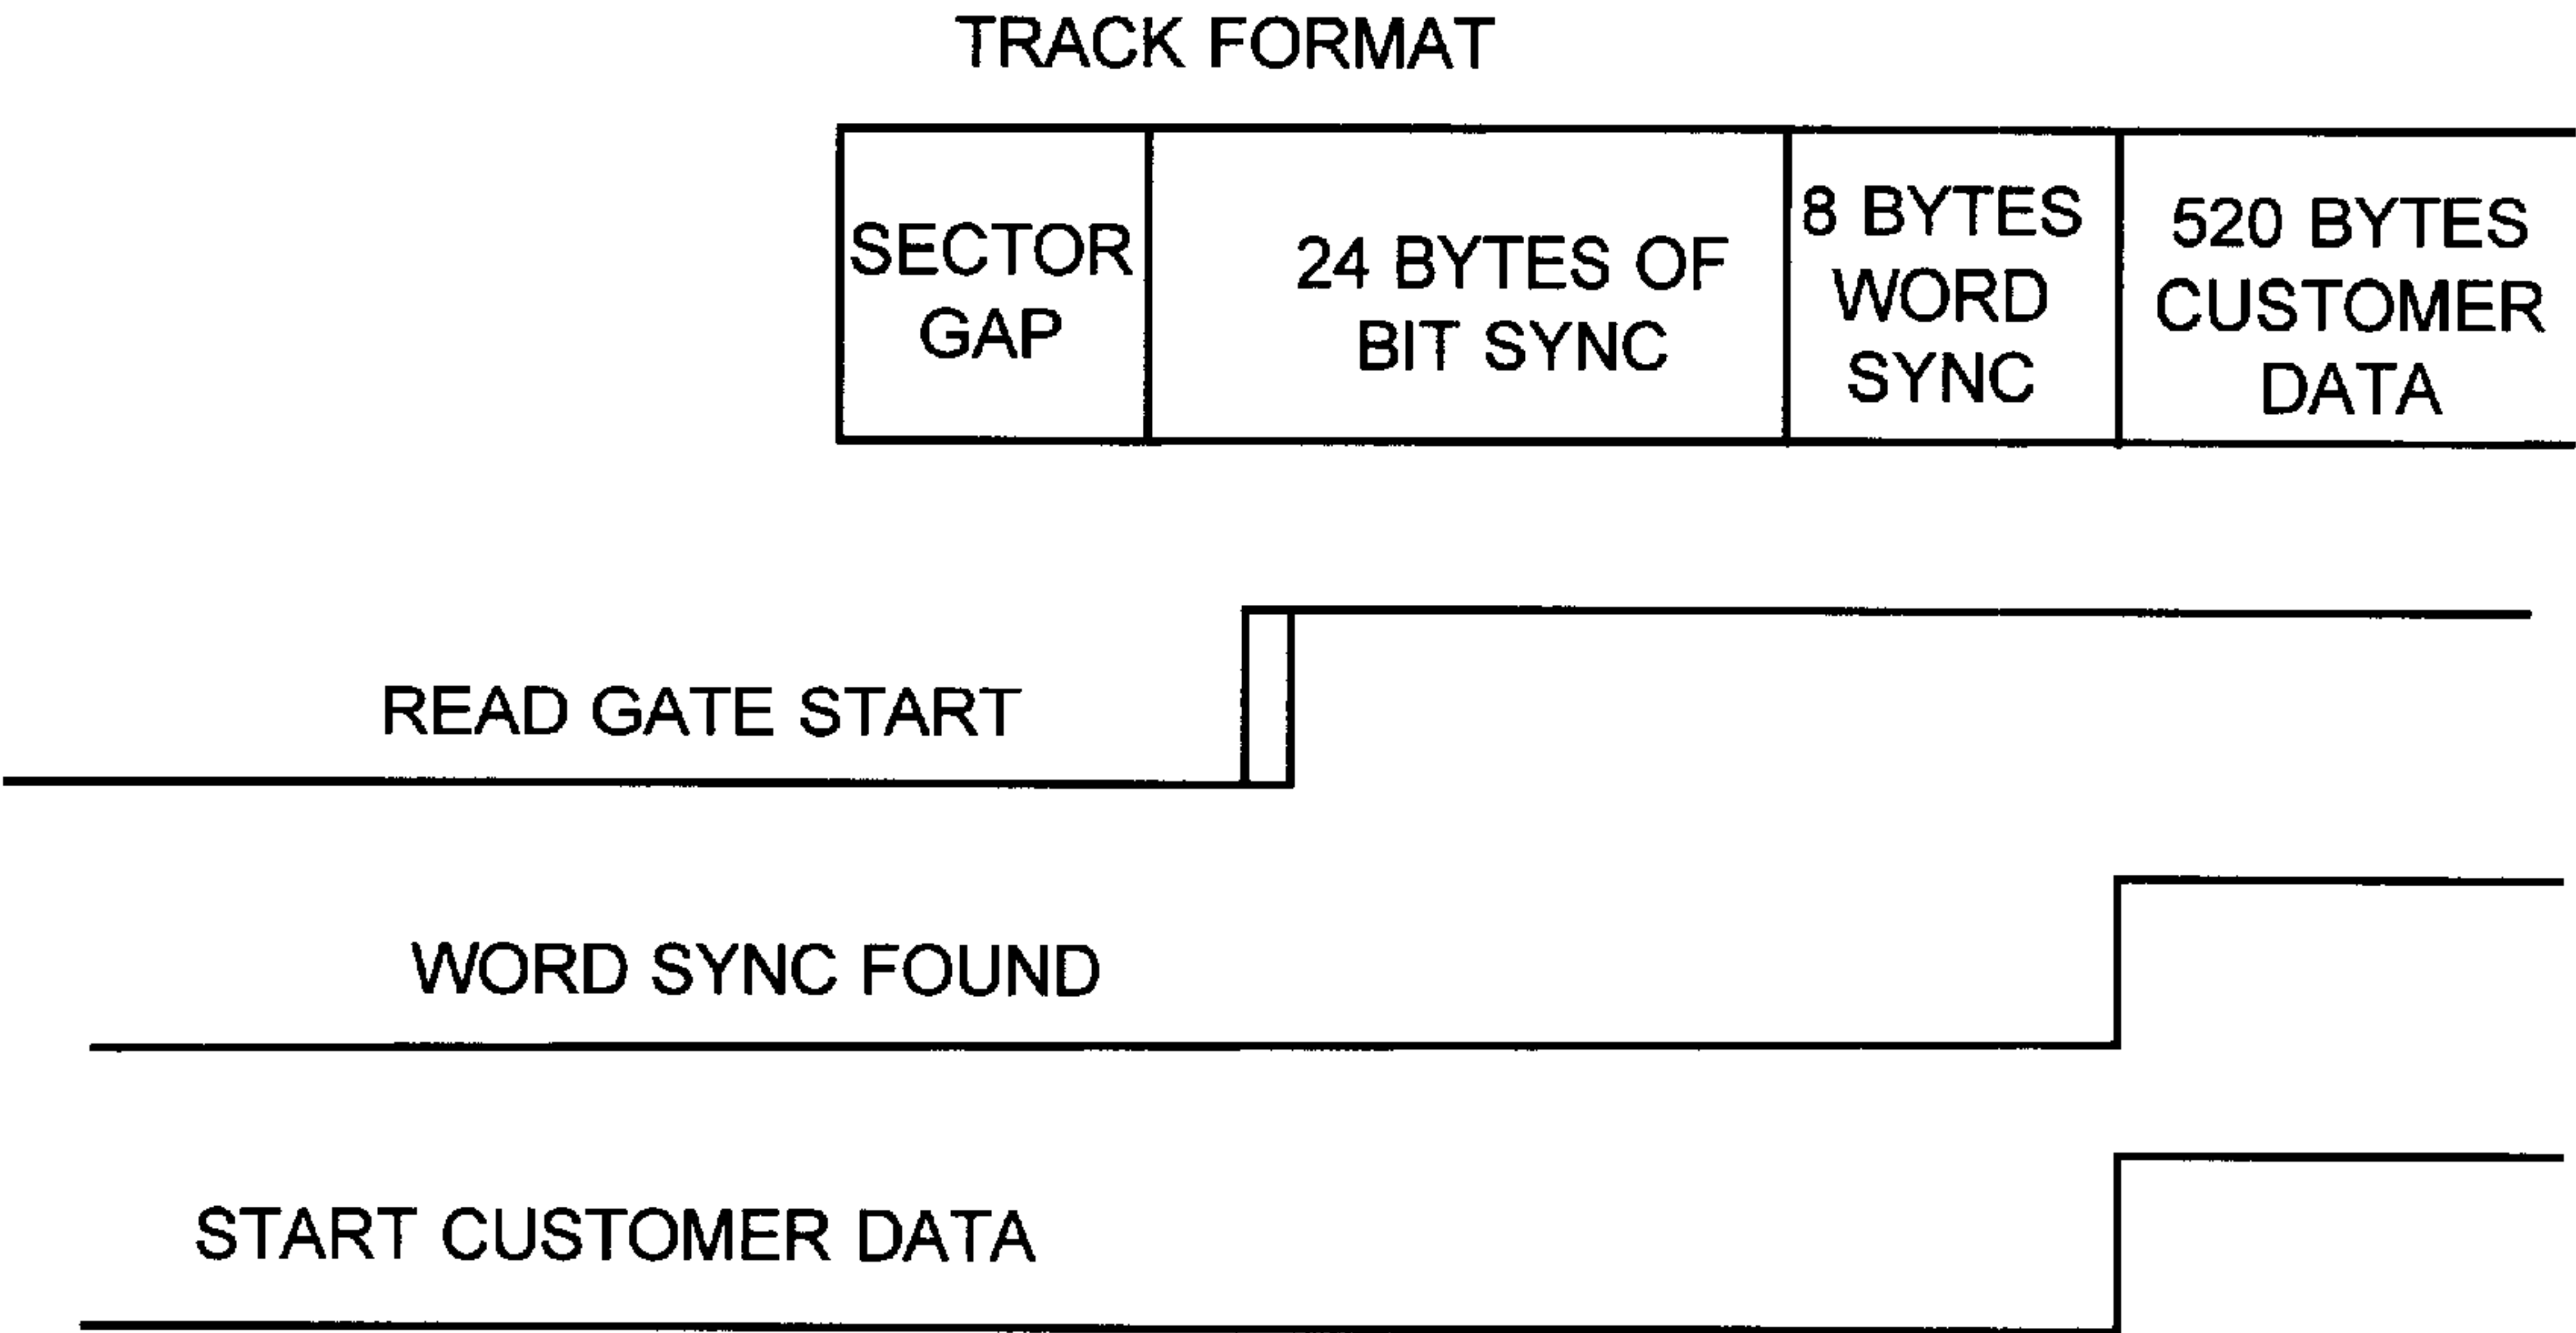 TRACK FORMAT
SECTOR
GAP
24 BYTES OF
BIT SYNC
8 BYTES
WORD
SYNC
520 BYTES
CUSTOMER
DATA
READ GATE START
WORD SYNC FOUND
START CUSTOMER DATA